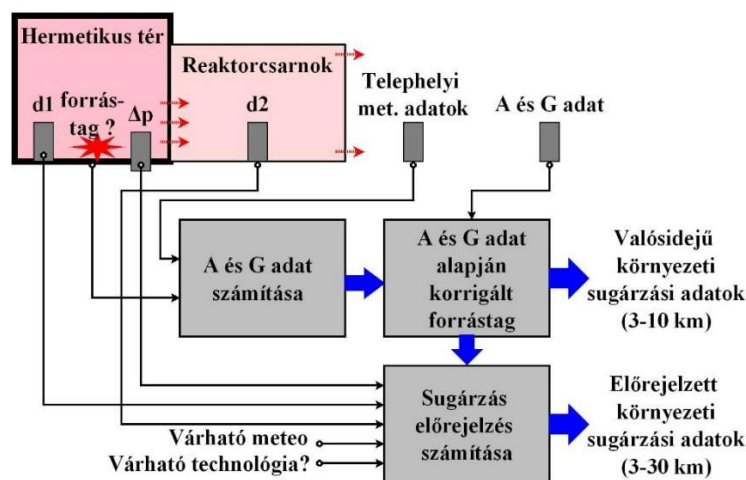 Hermetikus tér
Reaktorcsarnok
d1
forrás-
tag ?
Δp
d2
Telephelyi
met. adatok
A és G adat
A és G adat
számítása
A és G adat
alapján
korrigált
forrástag
Valósidejű
környezeti
sugárzási adatok
(3-10 km)
Sugárzás
előrejelzés
számítása
Előrejelzett
környezeti
sugárzási adatok
(3-30 km)
Várható meteo
Várható technológia?